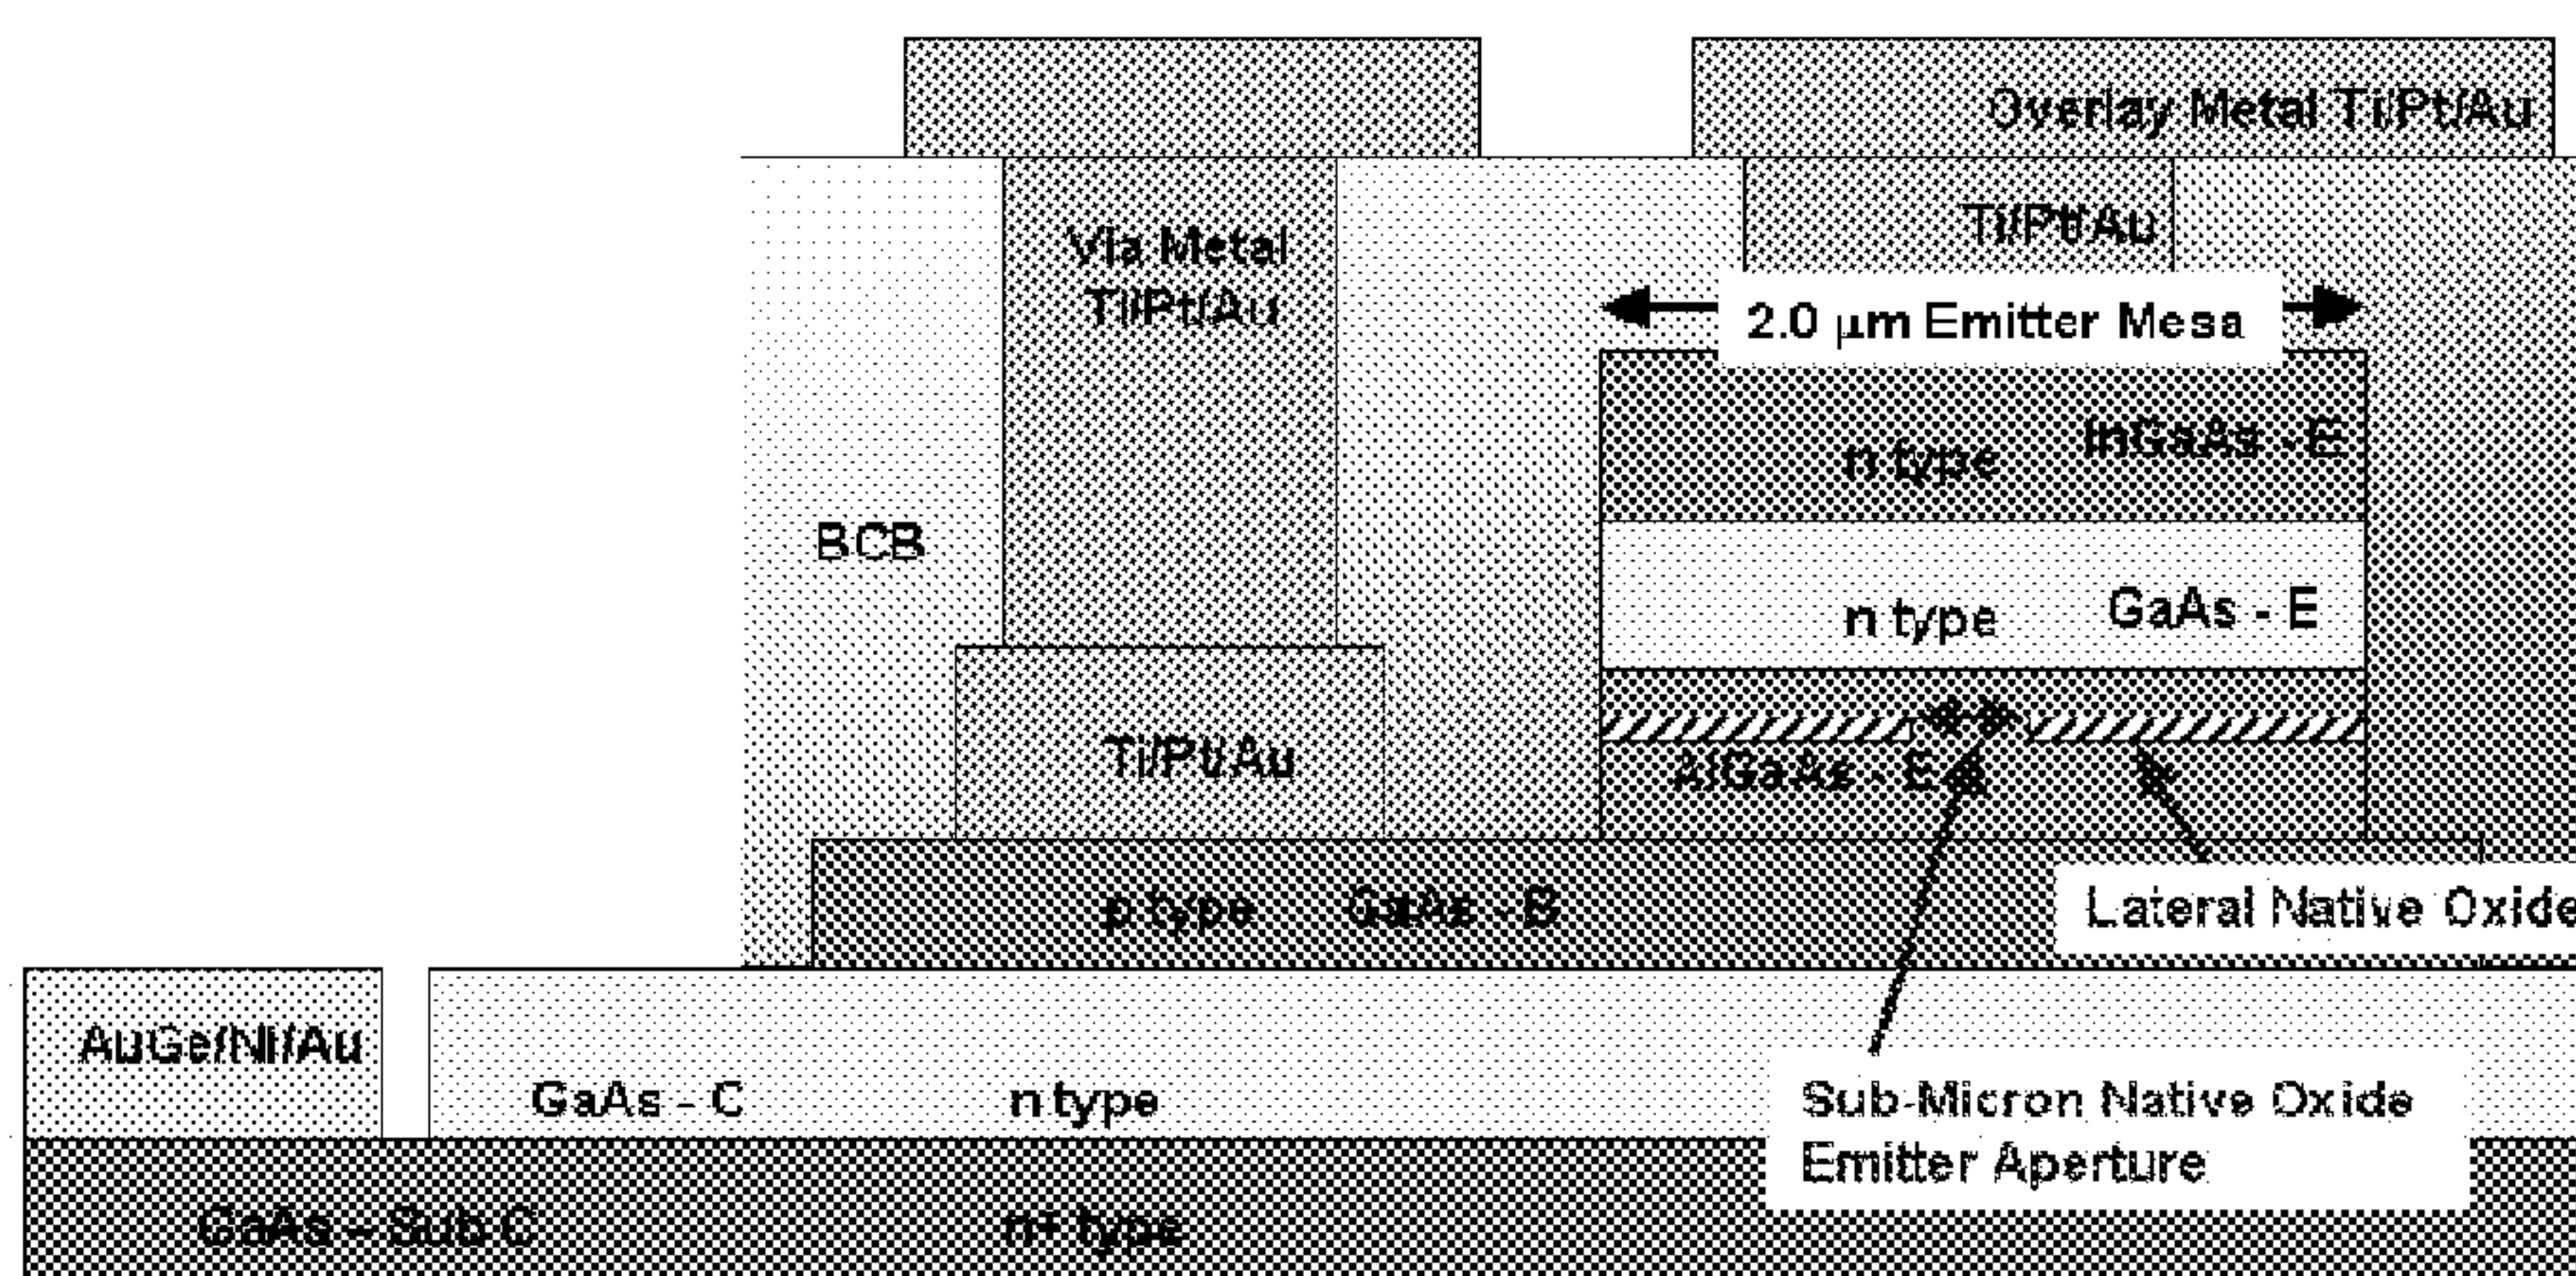 Overlay Metal Ti/Pt/Au
Via Metal
Ti/Pt/Au
Ti/Pt/Au
2.0 μm Emitter Mesa
n type InGaAs - E
BCB
n type GaAs - E
Ti/Pt/Au
AlGaAs - E
p type GaAs - B
Lateral Native Oxide
AuGe/Ni/Au
GaAs - C n type
Sub-Micron Native Oxide
Emitter Aperture
GaAs – Sub C n+ type